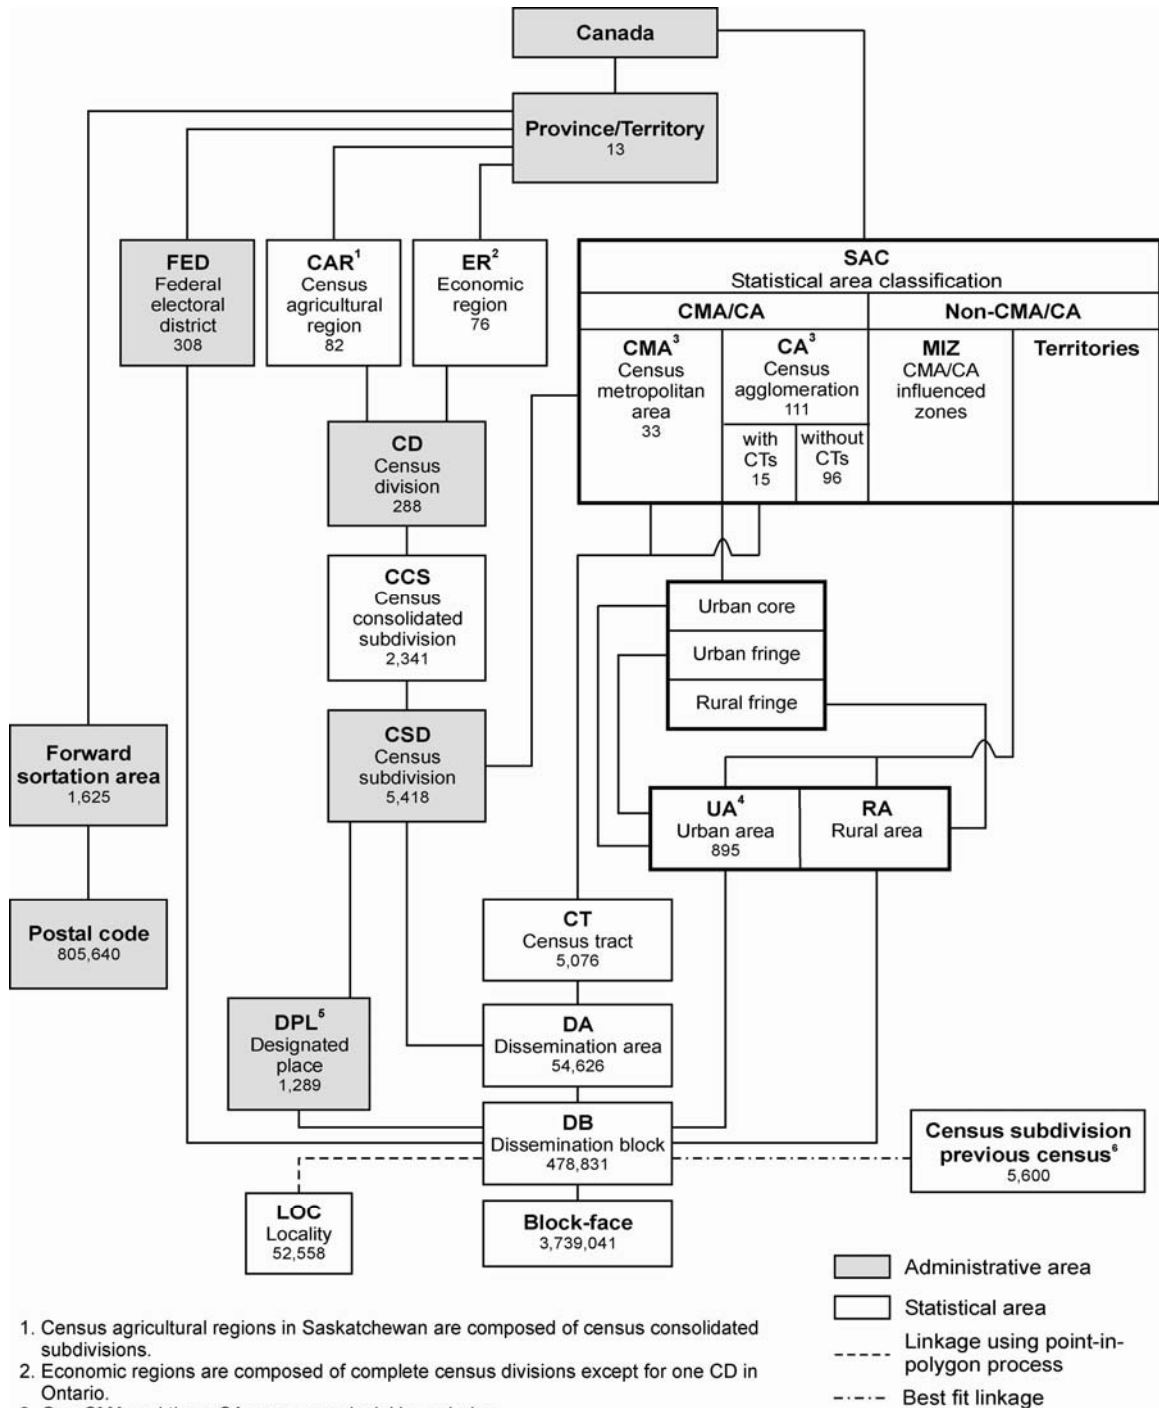 Canada
Province/Territory
13
FED
Federal
electoral
district
308
CAR1
Census
agricultural
region
82
ER2
Economic
region
76
SAC
Statistical area classification
CMA/CA
Non-CMA/CA
CMA3
Census
metropolitan
area
33
CA3
Census
agglomeration
111
with
CTs
15
without
CTs
96
MIZ
CMA/CA
influenced
zones
Territories
CD
Census
division
288
CCS
Census
consolidated
subdivision
2,341
CSD
Census
subdivision
5,418
Urban core
Urban fringe
Rural fringe
Forward
sortation area
1,625
UA4
Urban area
895
RA
Rural area
Postal code
805,640
CT
Census tract
5,076
DPL5
Designated
place
1,289
DA
Dissemination area
54,626
DB
Dissemination block
478,831
Census subdivision
previous census6
5,600
LOC
Locality
52,558
Block-face
3,739,041
Administrative area
Statistical area
Linkage using point-in-
polygon process
Best fit linkage
1. Census agricultural regions in Saskatchewan are composed of census consolidated
subdivisions.
2. Economic regions are composed of complete census divisions except for one CD in
Ontario.